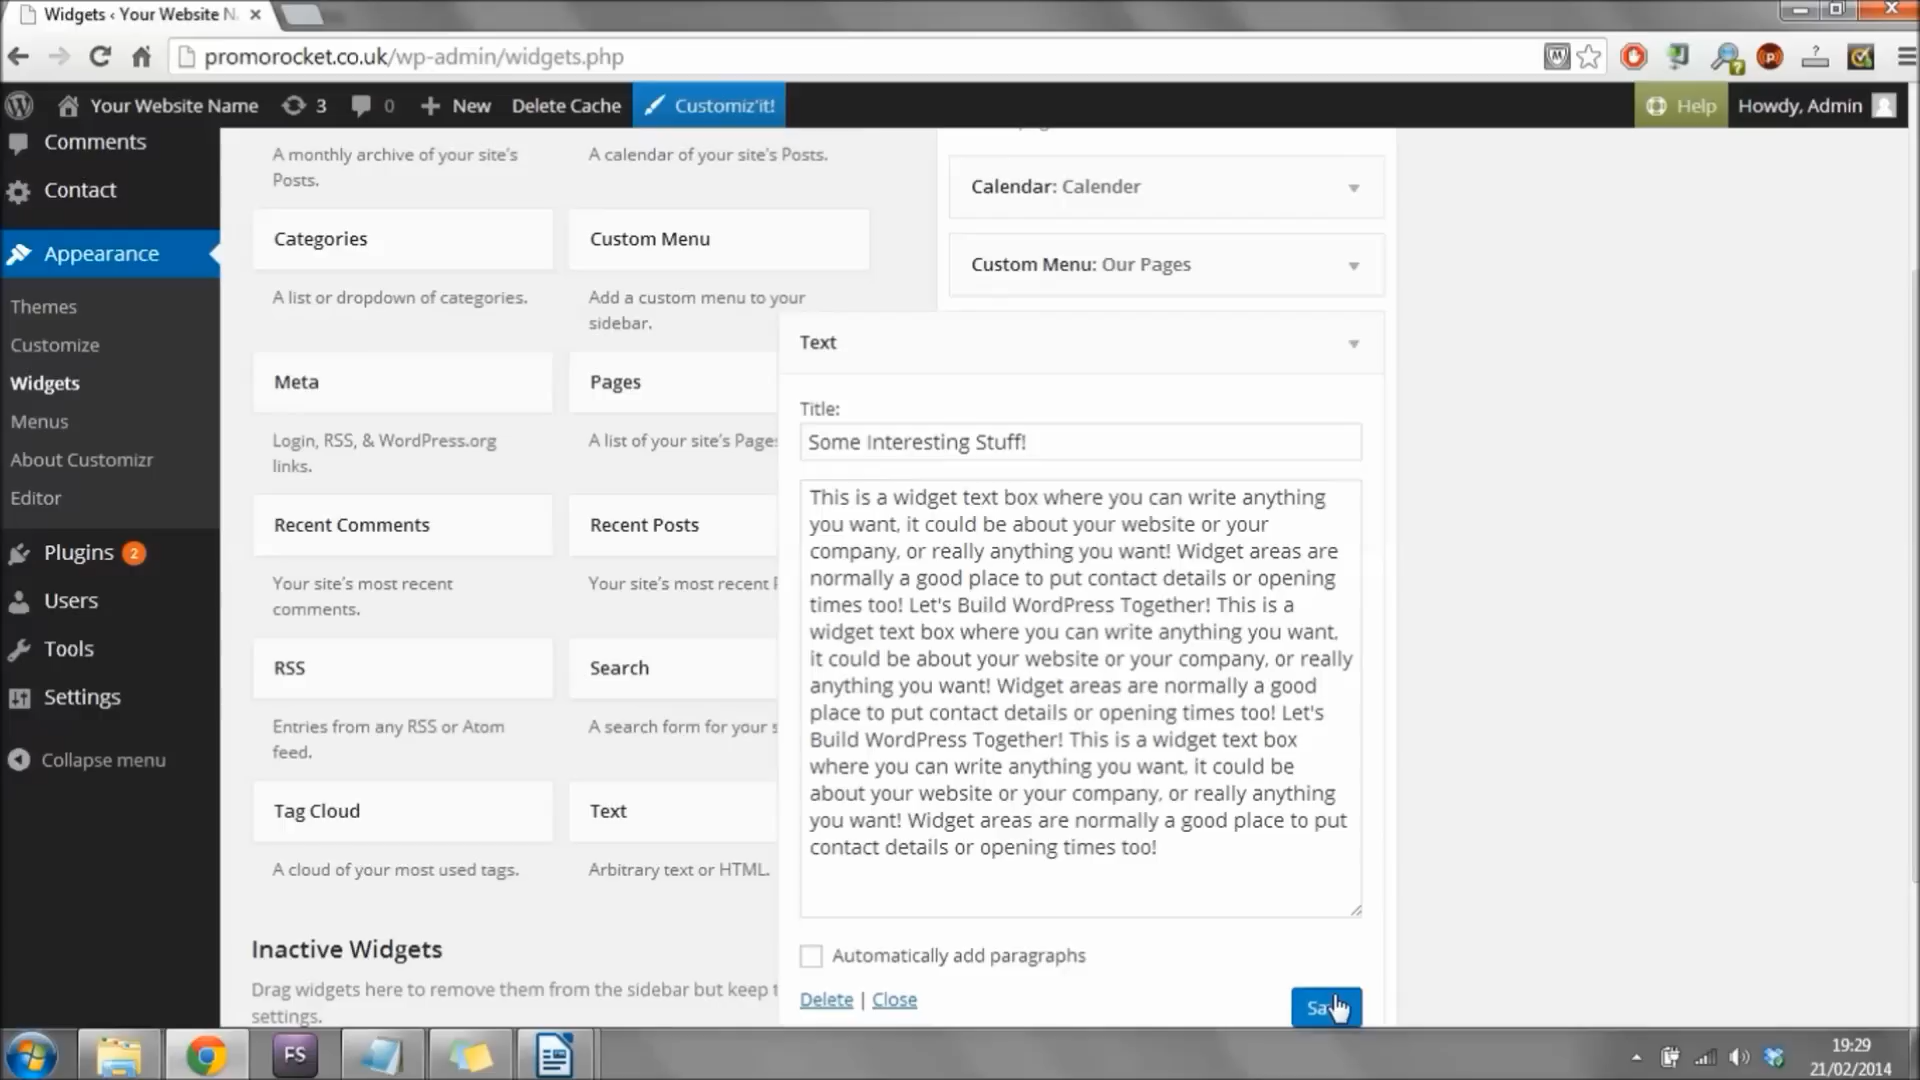 Widgets ‹ Your Website N
promorocket.co.uk/wp-admin/widgets.php
Your Website Name 3 0 New Delete Cache Customiz'it! Help Howdy, Admin
Comments
Contact
Appearance
Themes
Customize
Widgets
Menus
About Customizr
Editor
Plugins 2
Users
Tools
Settings
Collapse menu
A monthly archive of your site's
Posts.
A calendar of your site's Posts.
Categories
A list or dropdown of categories.
Custom Menu
Add a custom menu to your
sidebar.
Meta
Login, RSS, & WordPress.org
links.
Pages
A list of your site's Page
Recent Comments
Your site's most recent
comments.
Recent Posts
Your site's most recent
RSS
Entries from any RSS or Atom
feed.
Search
A search form for your
Tag Cloud
A cloud of your most used tags.
Text
Arbitrary text or HTML.
Inactive Widgets
Drag widgets here to remove them from the sidebar but keep
settings.
Calendar: Calender
Custom Menu: Our Pages
Text
Title:
Some Interesting Stuff!
This is a widget text box where you can write anything
you want, it could be about your website or your
company, or really anything you want! Widget areas are
normally a good place to put contact details or opening
times too! Let's Build WordPress Together! This is a
widget text box where you can write anything you want,
it could be about your website or your company, or really
anything you want! Widget areas are normally a good
place to put contact details or opening times too! Let's
Build WordPress Together! This is a widget text box
where you can write anything you want, it could be
about your website or your company, or really anything
you want! Widget areas are normally a good place to put
contact details or opening times too!
Automatically add paragraphs
Delete | Close
FS
19:29
21/02/2014